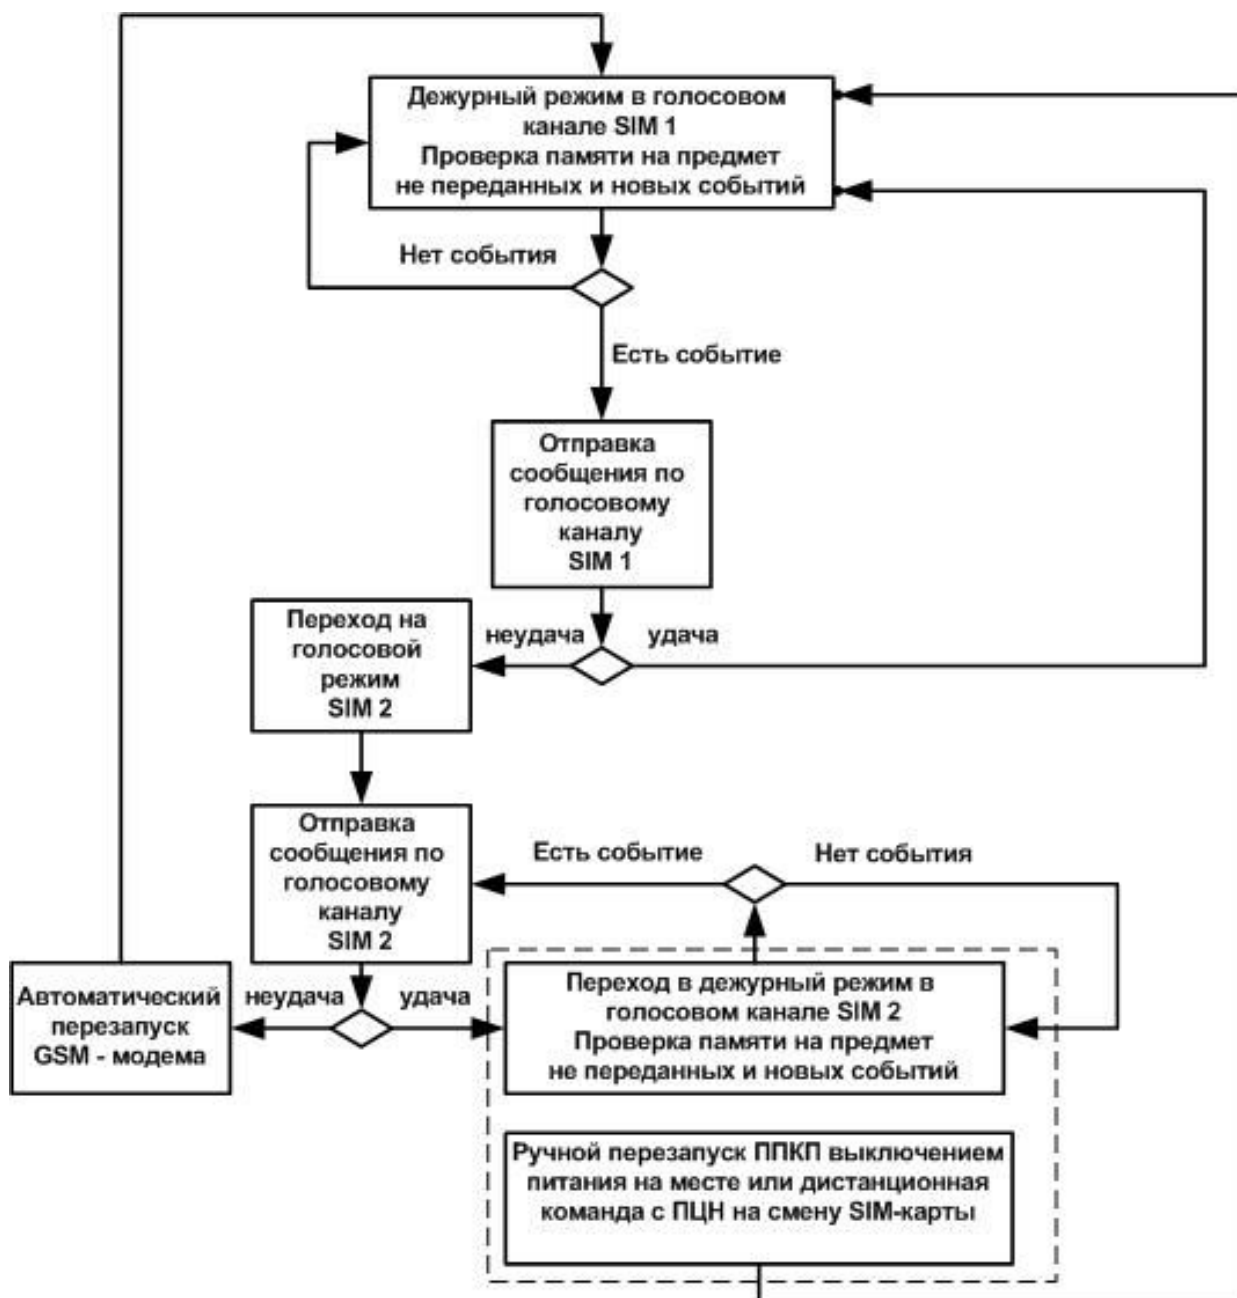 Дежурный режим в голосовом
канале SIM 1
Проверка памяти на предмет
не переданных и новых событий
Нет события
Есть событие
Отправка
сообщения по
голосовому
каналу
SIM 1
неудача
удача
Переход на
голосовой
режим
SIM 2
Отправка
сообщения по
голосовому
каналу
SIM 2
Есть событие
Нет события
Автоматический
перезапуск
GSM - модема
неудача
удача
Переход в дежурный режим в
голосовом канале SIM 2
Проверка памяти на предмет
не переданных и новых событий
Ручной перезапуск ППКП выключением
питания на месте или дистанционная
команда с ПЦН на смену SIM-карты